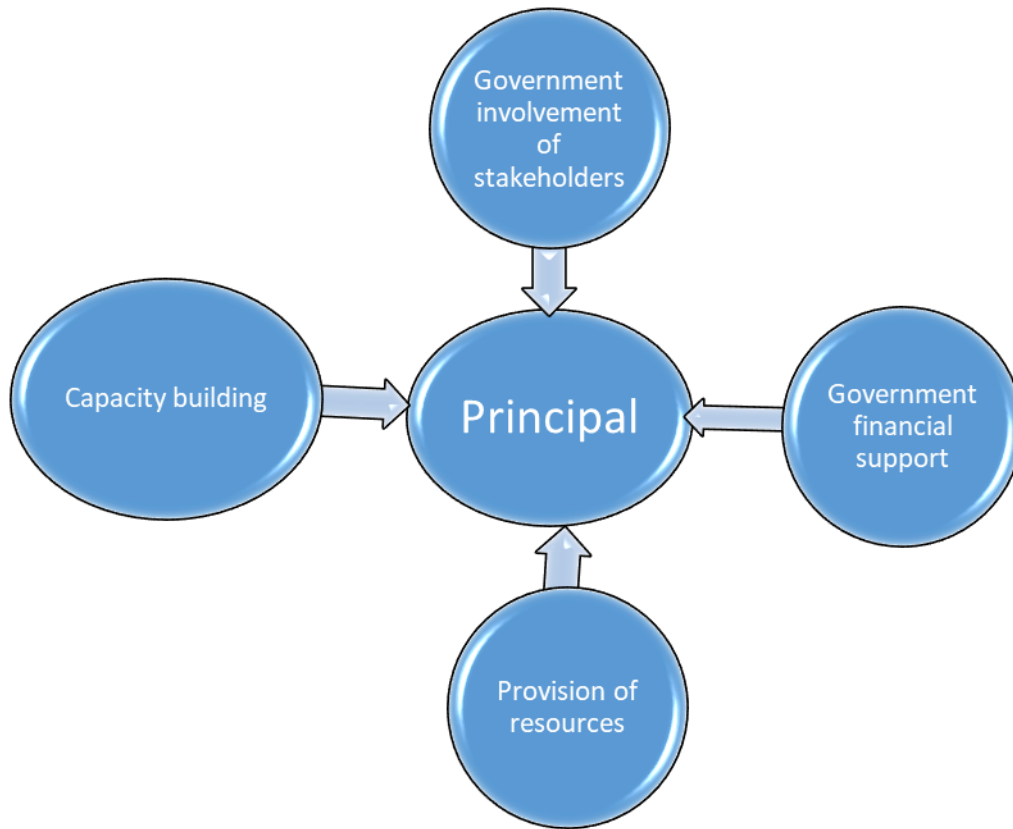 Government
involvement
of
stakeholders
Capacity building
Principal
Government
financial
support
Provision of
resources